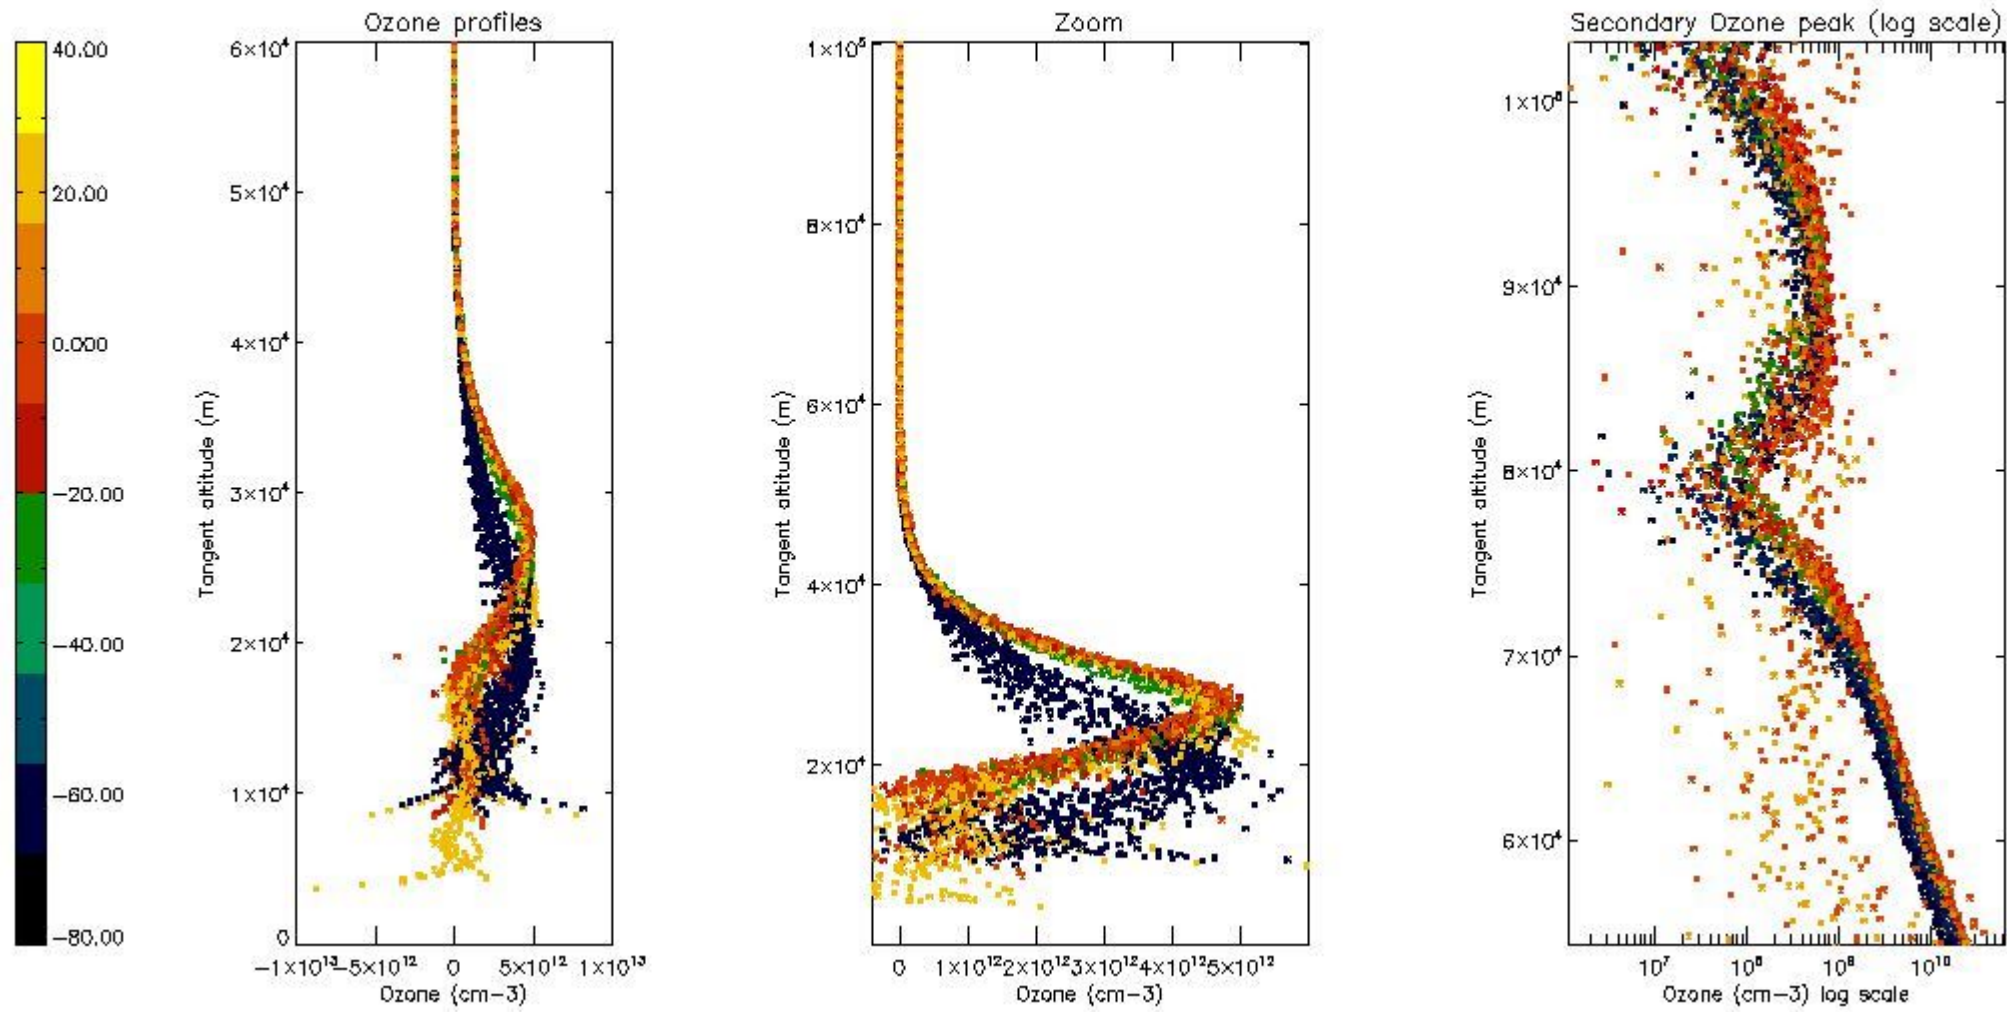 Ozone profiles
Zoom
Secondary Ozone peak (log scale)
40.00
20.00
0.000
−20.00
−40.00
−60.00
−80.00
6×10⁴
5×10⁴
4×10⁴
3×10⁴
2×10⁴
1×10⁴
0
Tangent altitude (m)
−1×10¹³ −5×10¹² 0 5×10¹² 1×10¹³
Ozone (cm−3)
1×10⁵
8×10⁴
6×10⁴
4×10⁴
2×10⁴
Tangent altitude (m)
0 1×10¹² 2×10¹² 3×10¹² 4×10¹² 5×10¹²
Ozone (cm−3)
1×10⁵
9×10⁴
8×10⁴
7×10⁴
6×10⁴
Tangent altitude (m)
10⁷ 10⁸ 10⁹ 10¹⁰
Ozone (cm−3) log scale